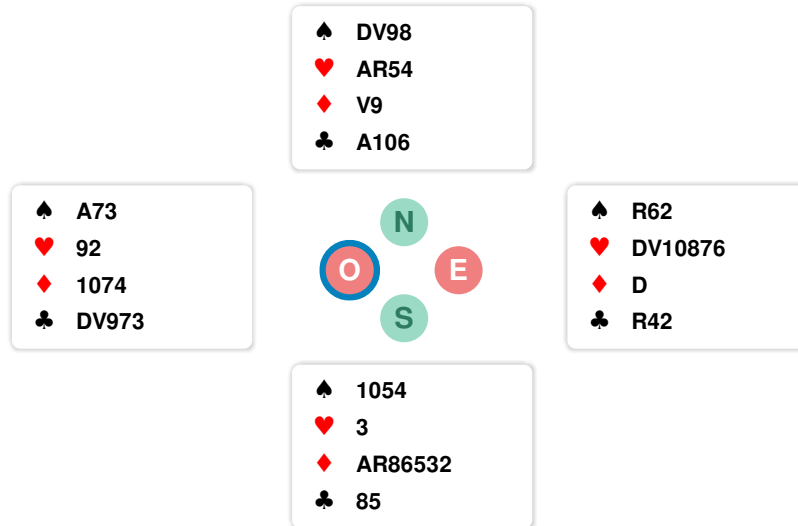 ♠ DV98
♥ AR54
♦ V9
♣ A106
♠ A73
♥ 92
♦ 1074
♣ DV973
N
O
E
S
♠ R62
♥ DV10876
♦ D
♣ R42
♠ 1054
♥ 3
♦ AR86532
♣ 85